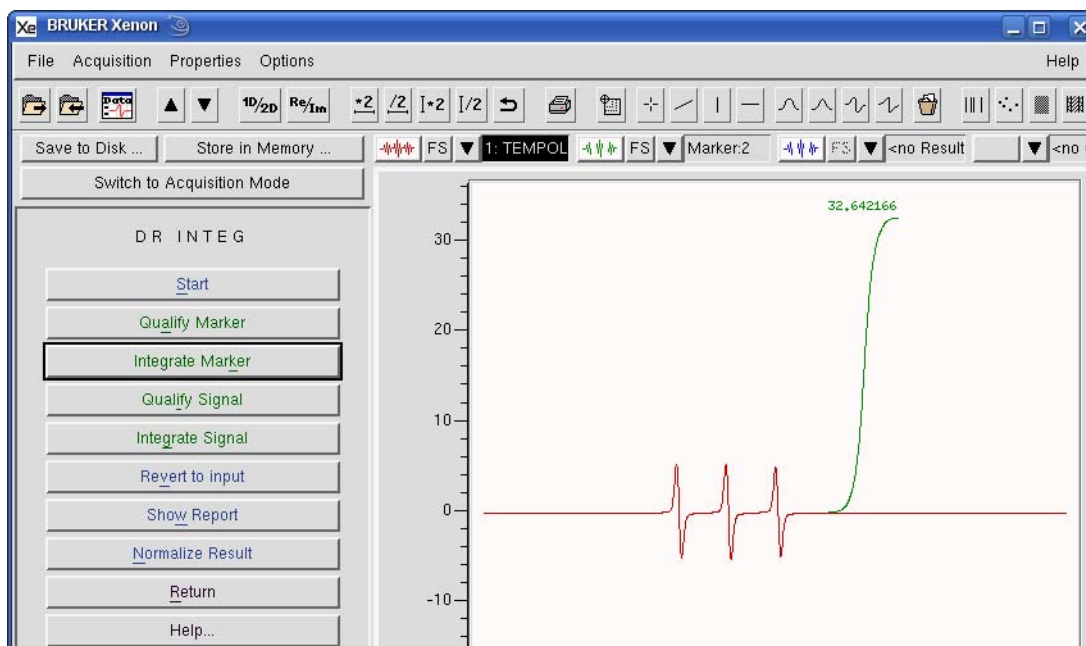 Xe BRUKER Xenon
File Acquisition Properties Options Help
Data 1D/2D Re/Im *2 /2 *2 /2
Save to Disk ... Store in Memory ... FS 1: TEMPOL FS Marker:2 FS <no Result <no
Switch to Acquisition Mode
DR INTEG
Start
Qualify Marker
Integrate Marker
Qualify Signal
Integrate Signal
Revert to input
Show Report
Normalize Result
Return
Help...
32.642166
30
20
10
0
-10